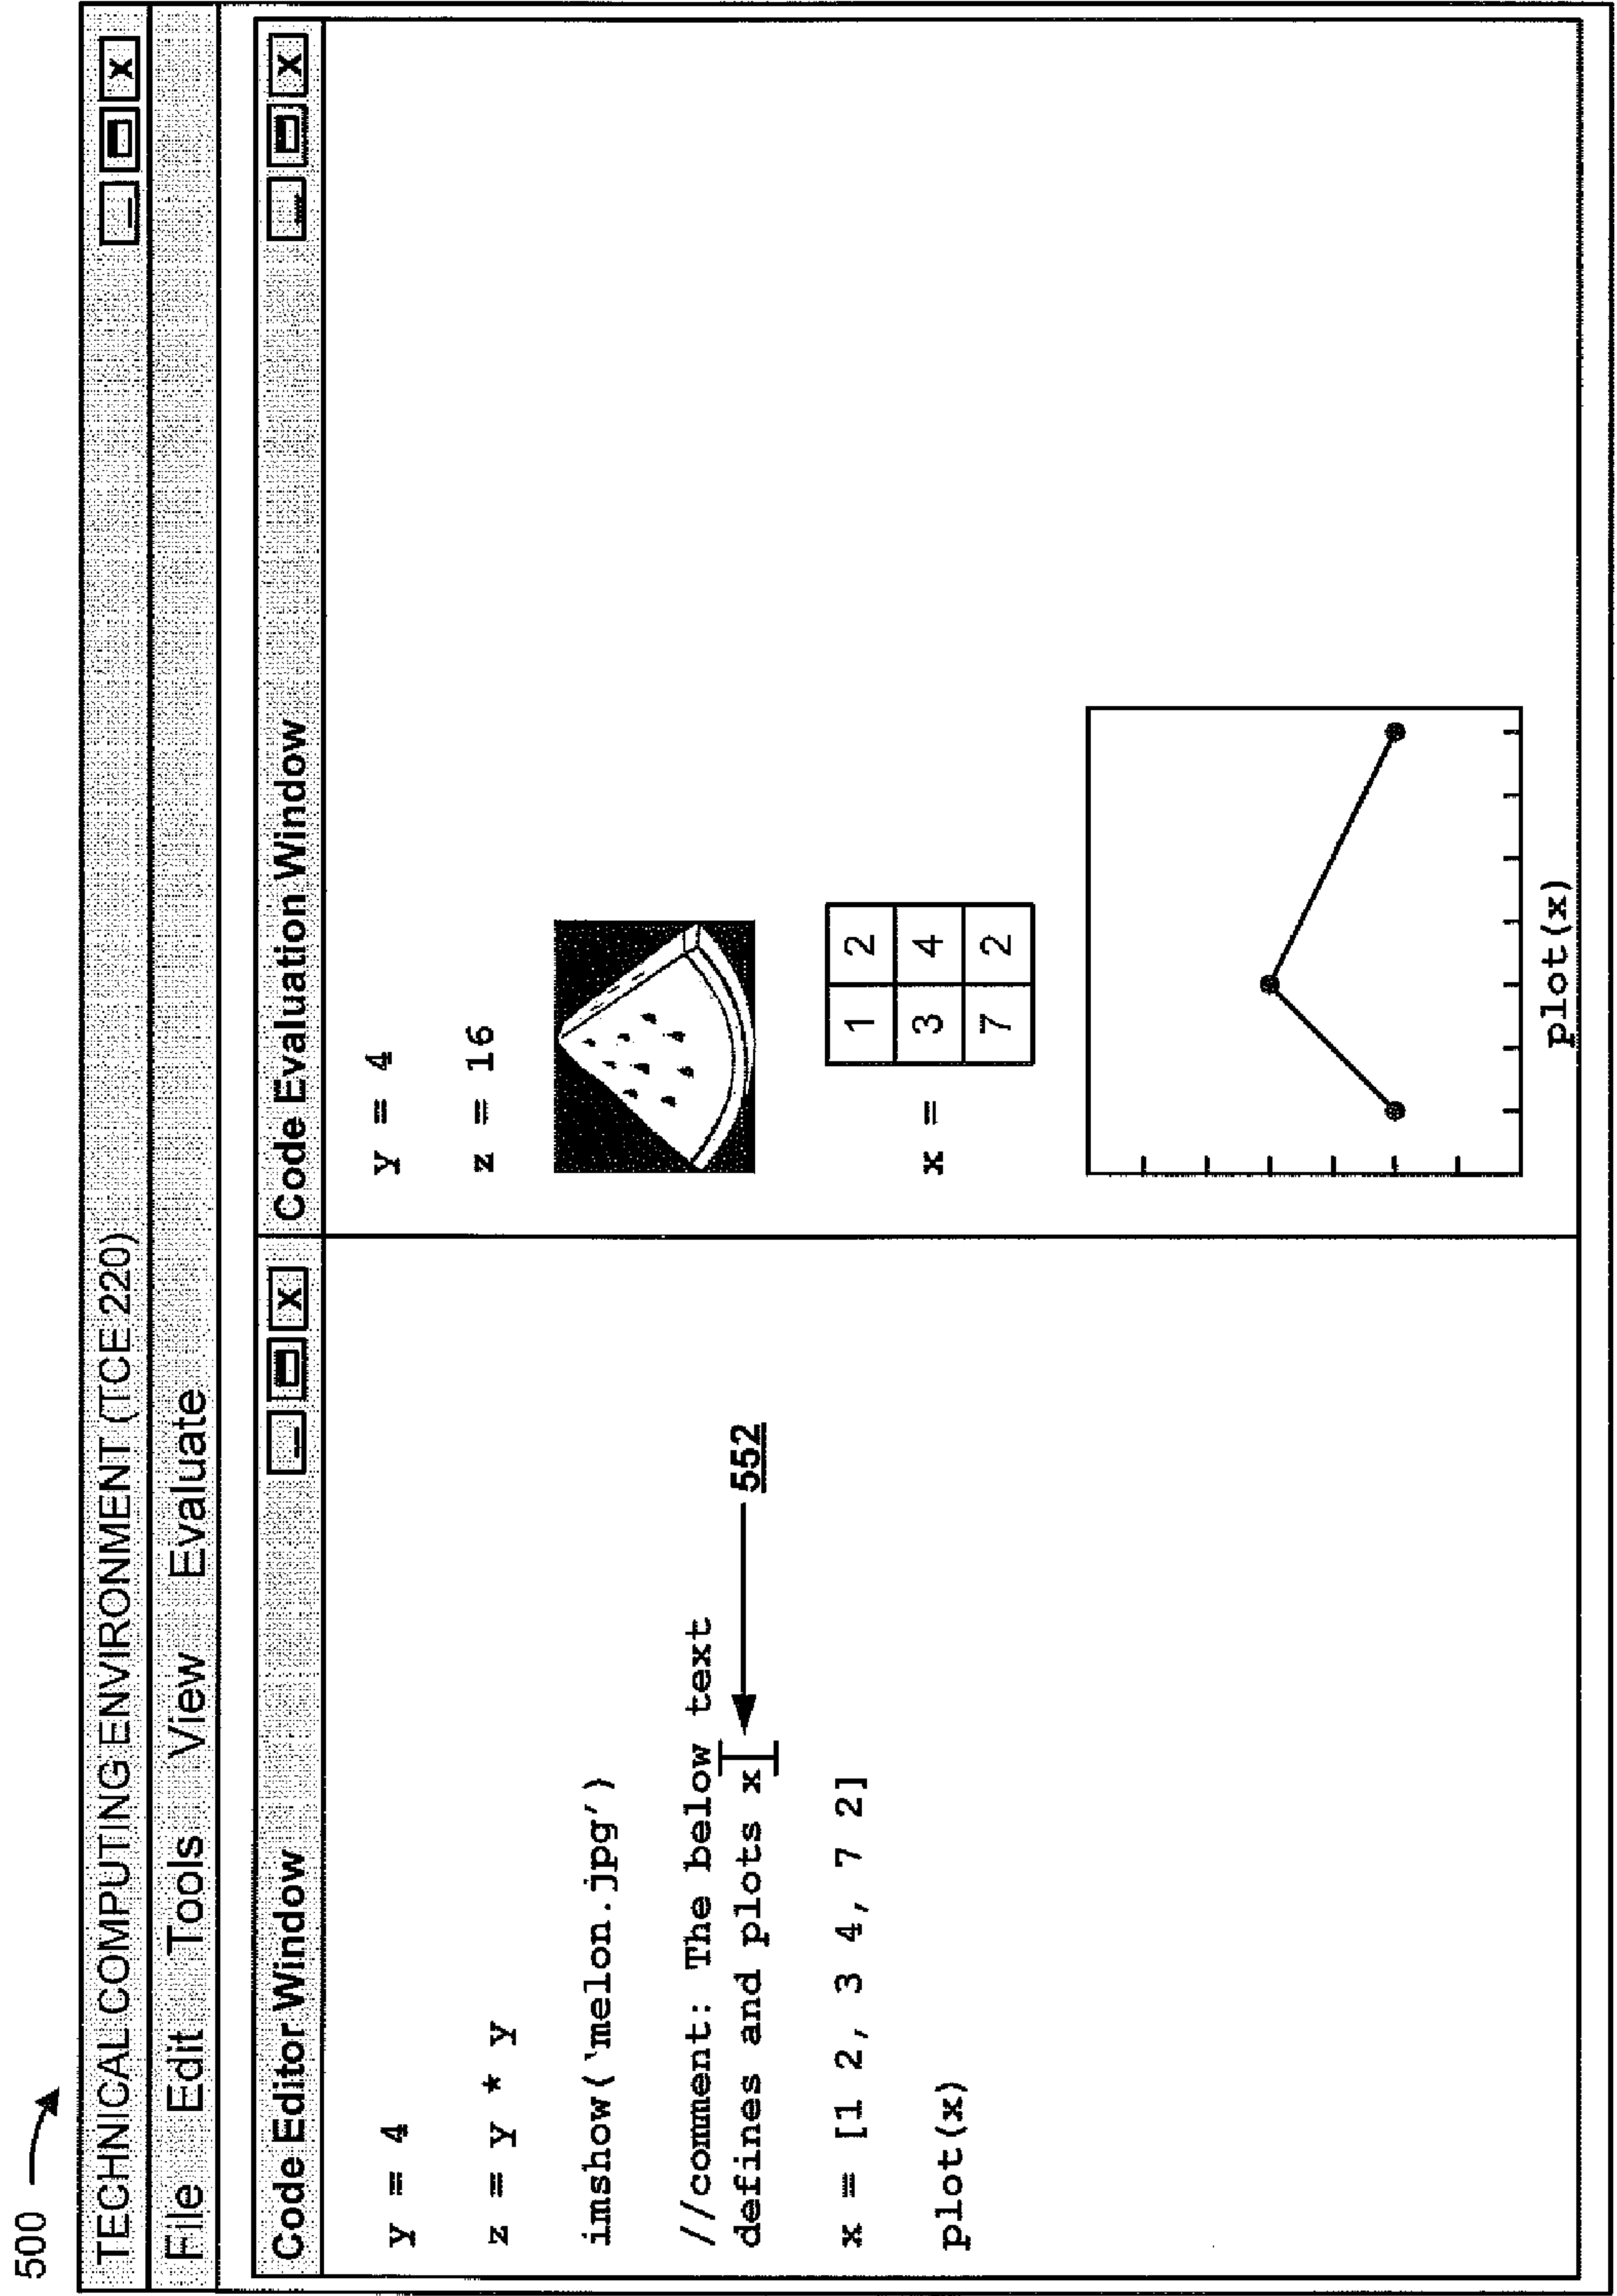 500
TECHNICAL COMPUTING ENVIRONMENT (TCE 220)
File Edit Tools View Evaluate
Code Editor Window
y = 4
z = y * y
imshow(‵melon.jpg′)
//comment: The below text
defines and plots x
552
x = [1 2, 3 4, 7 2]
plot(x)
Code Evaluation Window
y = 4
z = 16
x =
1 2
3 4
7 2
plot(x)